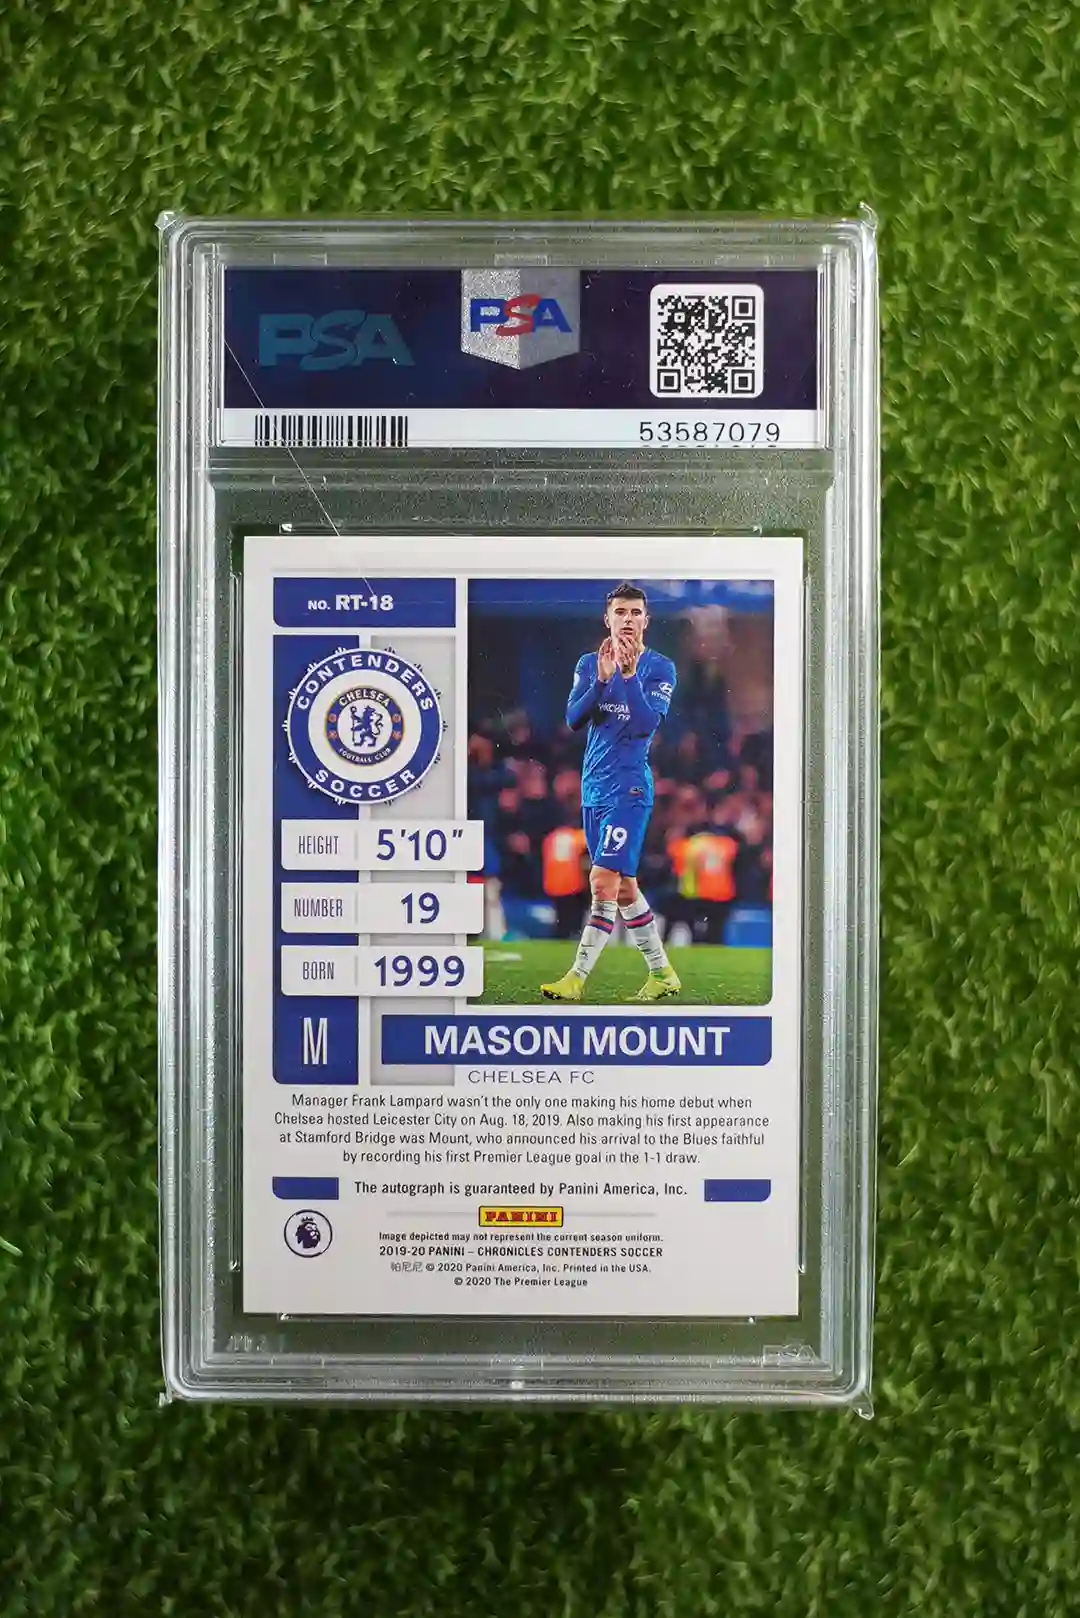 PSA
PSA
53587079
NO. RT-18
CONTENDERS
CHELSEA
FOOTBALL CLUB
SOCCER
HEIGHT 5'10"
NUMBER 19
BORN 1999
HYUNDAI
YOKOHAMA
TYRES
19
M
MASON MOUNT
CHELSEA FC
Manager Frank Lampard wasn't the only one making his home debut when
Chelsea hosted Leicester City on Aug. 18, 2019. Also making his first appearance
at Stamford Bridge was Mount, who announced his arrival to the Blues faithful
by recording his first Premier League goal in the 1-1 draw.
The autograph is guaranteed by Panini America, Inc.
PANINI
Image depicted may not represent the current season uniform.
2019-20 PANINI – CHRONICLES CONTENDERS SOCCER
帕尼尼 © 2020 Panini America, Inc. Printed in the USA.
© 2020 The Premier League
PSA